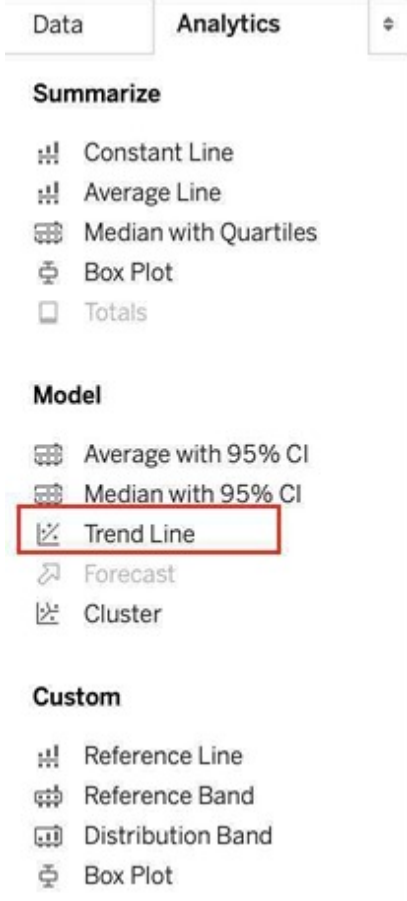 Data Analytics
Summarize
Constant Line
Average Line
Median with Quartiles
Box Plot
Totals
Model
Average with 95% CI
Median with 95% CI
Trend Line
Forecast
Cluster
Custom
Reference Line
Reference Band
Distribution Band
Box Plot